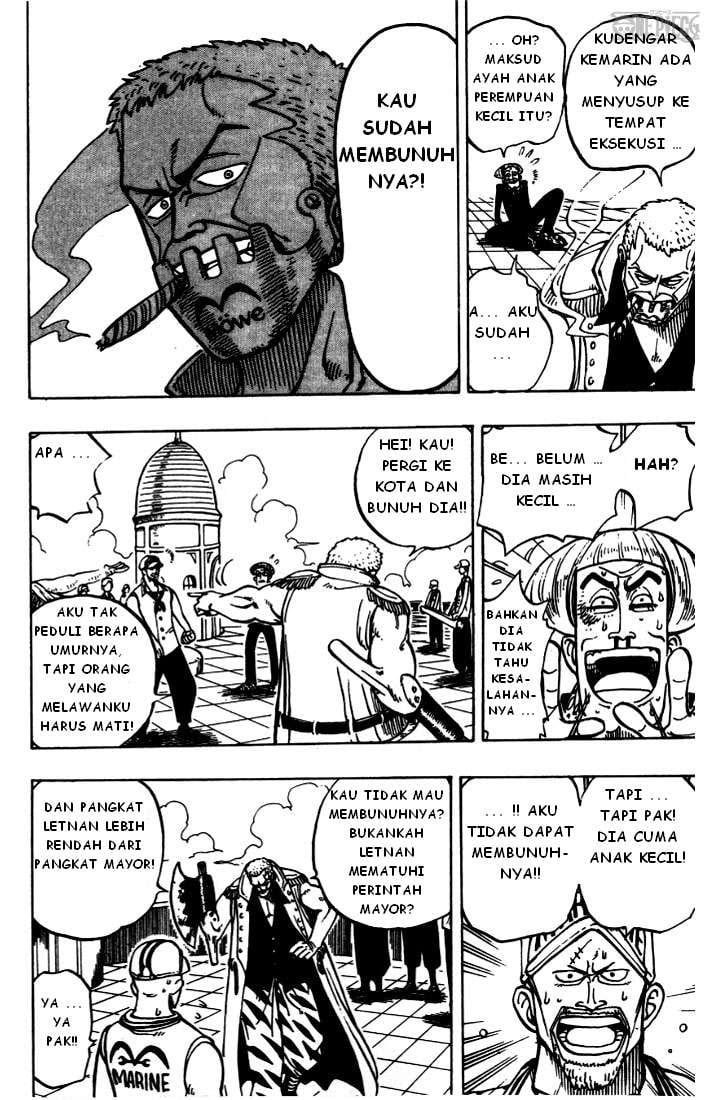 ONE PIECE
KUDENGAR
KEMARIN ADA
YANG
MENYUSUP KE
TEMPAT
EKSEKUSI ...
... OH?
MAKSUD
AYAH ANAK
PEREMPUAN
KECIL ITU?
A... AKU
SUDAH
...
KAU
SUDAH
MEMBUNUH
NYA?!
HAH?
BE... BELUM ...
DIA MASIH
KECIL ...
BAHKAN
DIA
TIDAK
TAHU
KESA-
LAHAN-
NYA ...
HEI! KAU!
PERGI KE
KOTA DAN
BUNUH DIA!!
APA ...
AKU TAK
PEDULI BERAPA
UMURNYA,
TAPI ORANG
YANG
MELAWANKU
HARUS MATI!
TAPI ...
TAPI PAK!
DIA CUMA
ANAK KECIL!
... !! AKU
TIDAK DAPAT
MEMBUNUH-
NYA!!
KAU TIDAK MAU
MEMBUNUHNYA?
BUKANKAH
LETNAN
MEMATUHI
PERINTAH
MAYOR?
DAN PANGKAT
LETNAN LEBIH
RENDAH DARI
PANGKAT MAYOR!
YA ...
YA
PAK!!
MARINE